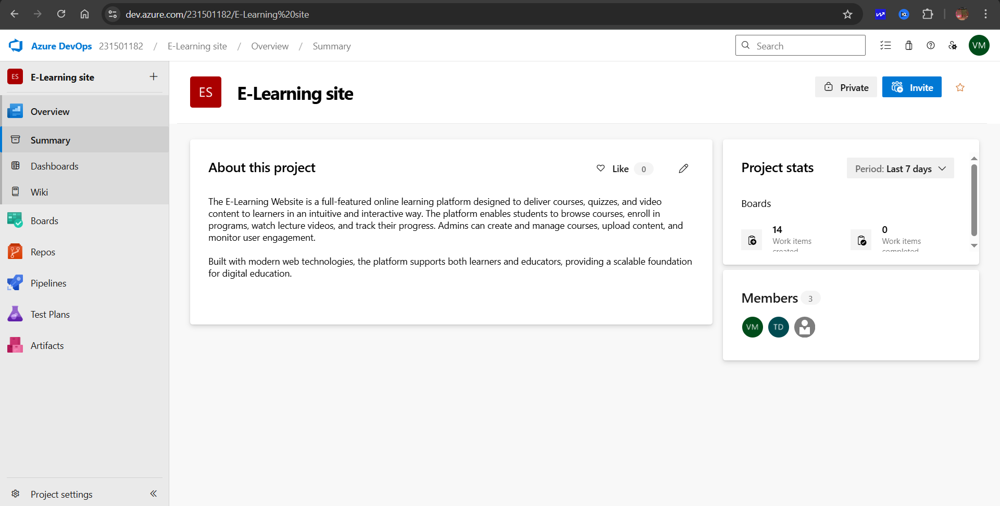 dev.azure.com/231501182/E-Learning%20site
Azure DevOps 231501182 / E-Learning site / Overview / Summary
Search
VM
ES E-Learning site
Overview
Summary
Dashboards
Wiki
Boards
Repos
Pipelines
Test Plans
Artifacts
Project settings
ES E-Learning site
Private
Invite
About this project
Like 0
The E-Learning Website is a full-featured online learning platform designed to deliver courses, quizzes, and video
content to learners in an intuitive and interactive way. The platform enables students to browse courses, enroll in
programs, watch lecture videos, and track their progress. Admins can create and manage courses, upload content, and
monitor user engagement.
Built with modern web technologies, the platform supports both learners and educators, providing a scalable foundation
for digital education.
Project stats
Period: Last 7 days
Boards
14
Work items
created
0
Work items
completed
Members 3
VM TD